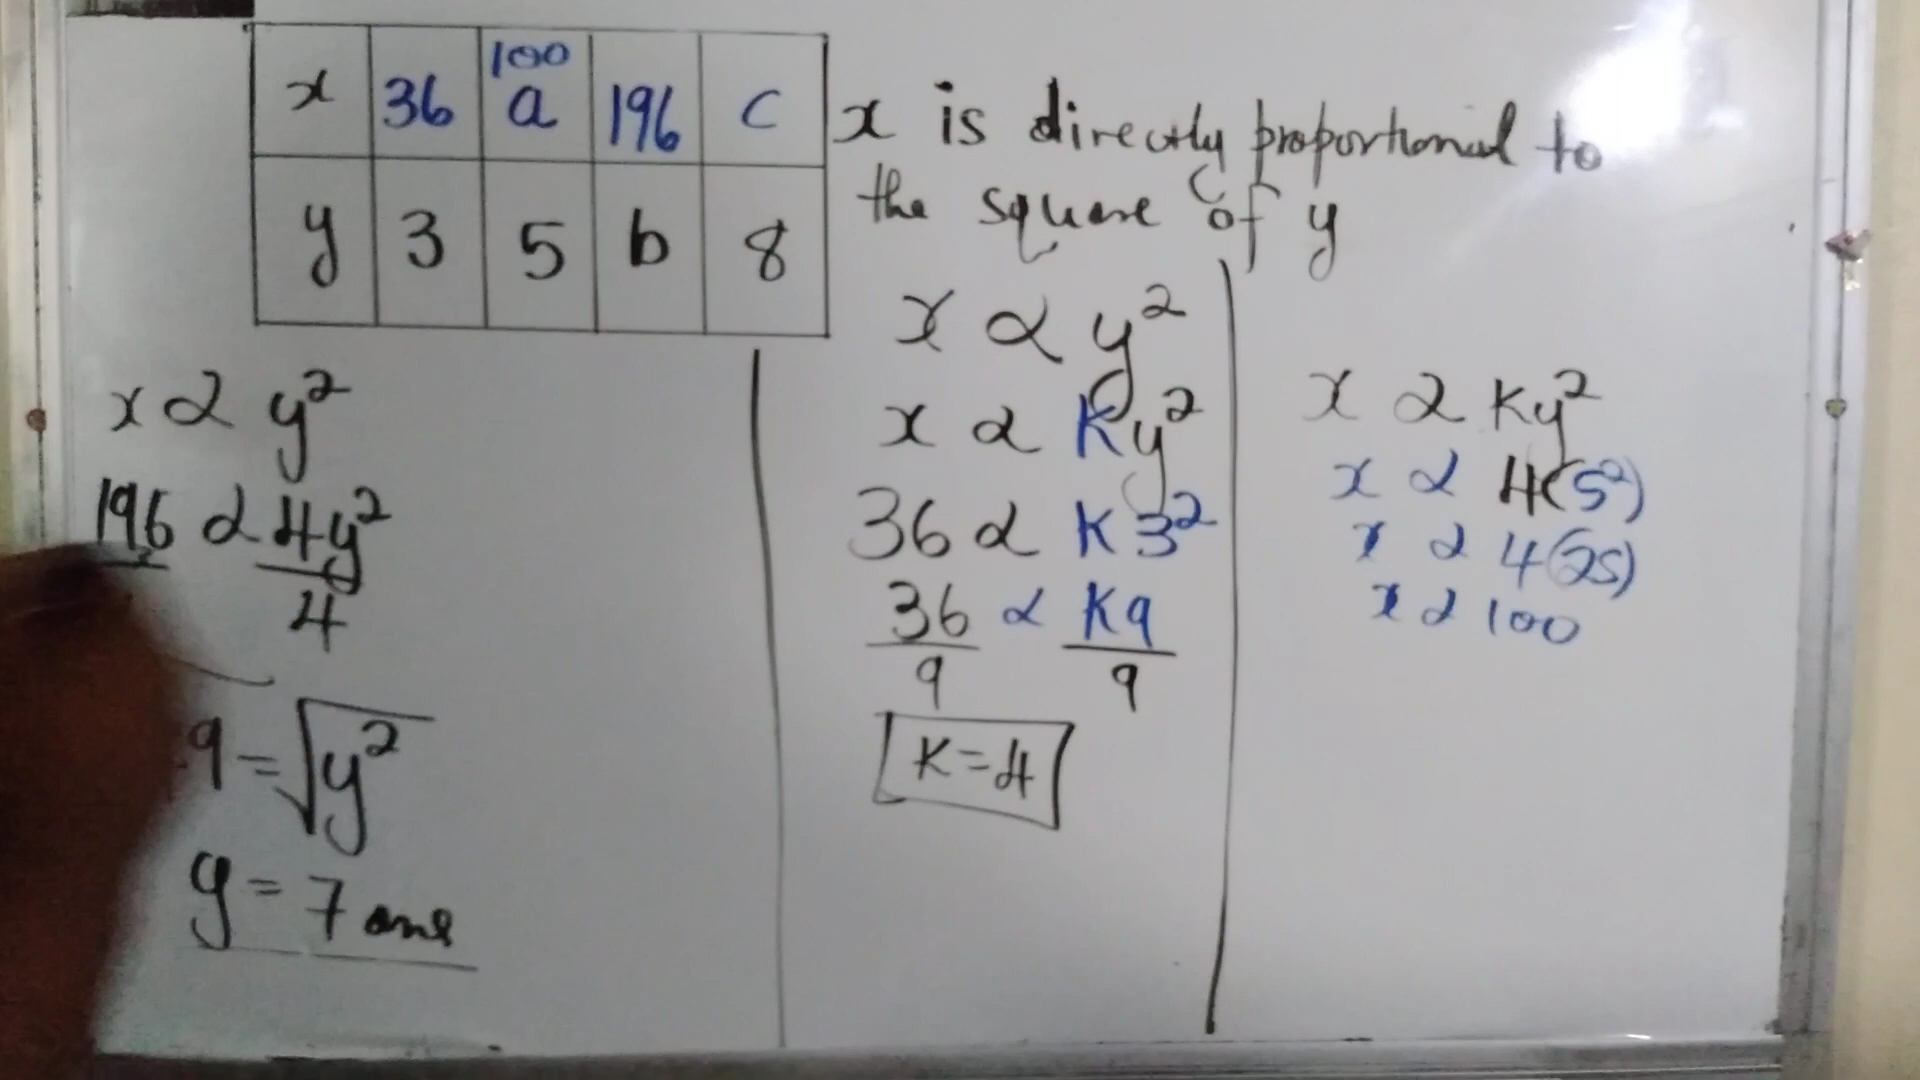 x 36 100 a 196 c
y 3 5 b 8
x is directly proportional to
the square of y
x α y²
196 α 4y²
4
9 = √y²
y = 7 ans
x α y²
x α Ky²
36 α K 3²
36 α K9
9 9
K = 4
x α Ky²
x α 4(5²)
x α 4(25)
x α 100